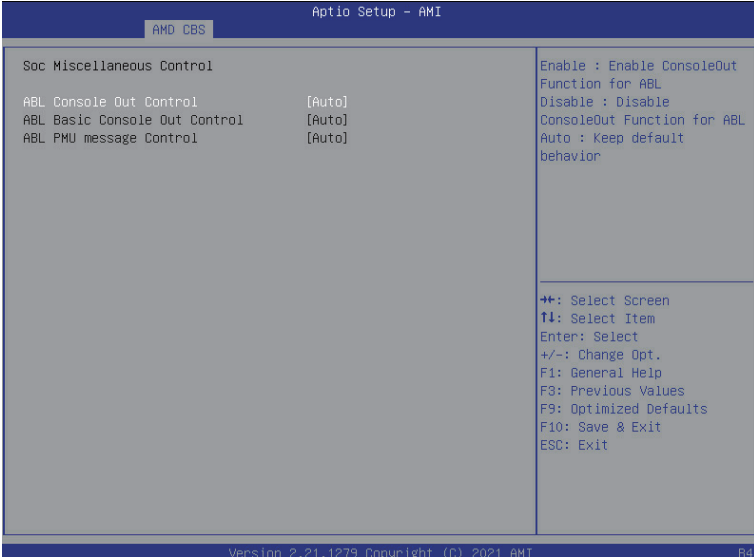 Aptio Setup – AMI
AMD CBS
Soc Miscellaneous Control
ABL Console Out Control [Auto]
ABL Basic Console Out Control [Auto]
ABL PMU message Control [Auto]
Enable : Enable ConsoleOut
Function for ABL
Disable : Disable
ConsoleOut Function for ABL
Auto : Keep default
behavior
→←: Select Screen
↑↓: Select Item
Enter: Select
+/-: Change Opt.
F1: General Help
F3: Previous Values
F9: Optimized Defaults
F10: Save & Exit
ESC: Exit
Version 2.21.1279 Copyright (C) 2021 AMI
B4